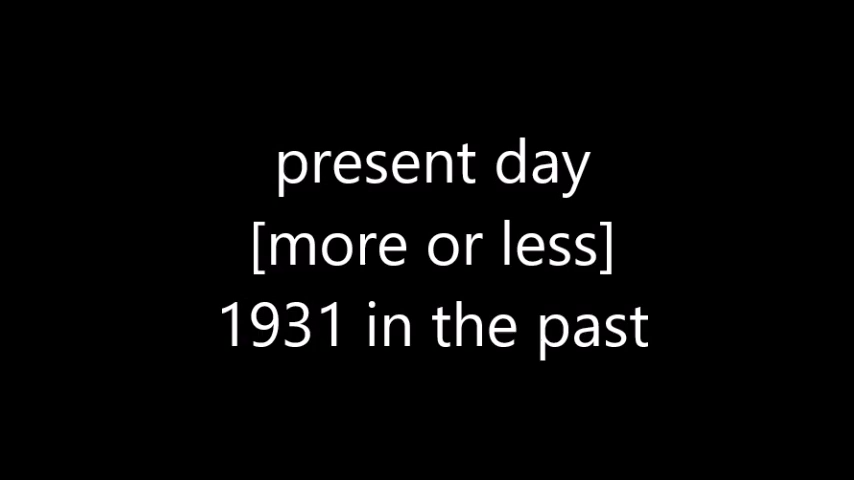 present day
[more or less]
1931 in the past